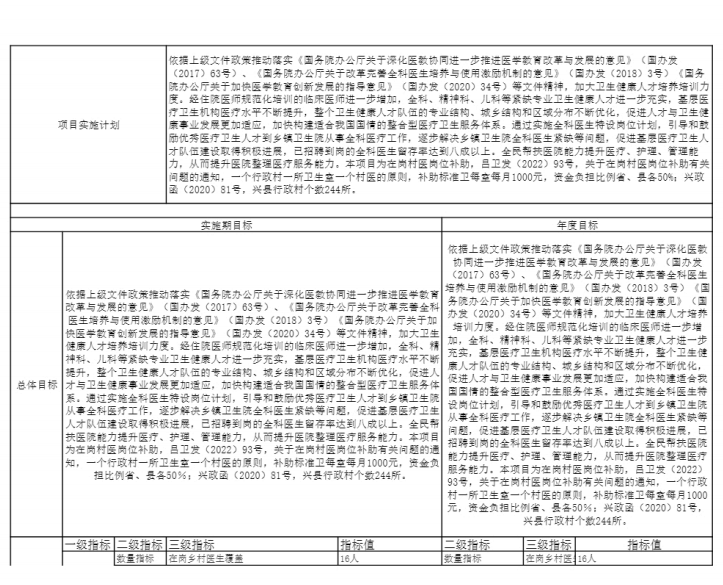 项目实施计划
依据上级文件政策推动落实《国务院办公厅关于深化医教协同进一步推进医学教育改革与发展的意见》（国办发
（2017）63号）、《国务院办公厅关于改革完善全科医生培养与使用激励机制的意见》（国办发（2018）3号）《国务
院办公厅关于加快医学教育创新发展的指导意见》（国办发（2020）34号）等文件精神，加大卫生健康人才培养培训力
度。经住院医师规范化培训的临床医师进一步增加，全科、精神科、儿科等紧缺专业卫生健康人才进一步充实，基层医
疗卫生机构医疗水平不断提升，整个卫生健康人才队伍的专业结构、城乡结构和区域分布不断优化，促进人才与卫生健
康事业发展更加适应，加快构建适合我国国情的整合型医疗卫生服务体系。通过实施全科医生特设岗位计划，引导和鼓
励优秀医疗卫生人才到乡镇卫生院从事全科医疗工作，逐步解决乡镇卫生院全科医生紧缺等问题，促进基层医疗卫生人
才队伍建设取得积极进展，已招聘到岗的全科医生留存率达到八成以上。全民帮扶医院能力提升医疗、护理、管理能
力，从而提升医院整理医疗服务能力。本项目为在岗村医岗位补助，吕卫发（2022）93号，关于在岗村医岗位补助有关
问题的通知，一个行政村一所卫生室一个村医的原则，补助标准卫每室每月1000元，资金负担比例省、县各50%；兴政
函（2020）81号，兴县行政村个数244所。
实施期目标
年度目标
总体目标
依据上级文件政策推动落实《国务院办公厅关于深化医教协同进一步推进医学教育
改革与发展的意见》（国办发（2017）63号）、《国务院办公厅关于改革完善全科
医生培养与使用激励机制的意见》（国办发（2018）3号）《国务院办公厅关于加
快医学教育创新发展的指导意见》（国办发（2020）34号）等文件精神，加大卫生
健康人才培养培训力度。经住院医师规范化培训的临床医师进一步增加，全科、精
神科、儿科等紧缺专业卫生健康人才进一步充实，基层医疗卫生机构医疗水平不断
提升，整个卫生健康人才队伍的专业结构、城乡结构和区域分布不断优化，促进人
才与卫生健康事业发展更加适应，加快构建适合我国国情的整合型医疗卫生服务体
系。通过实施全科医生特设岗位计划，引导和鼓励优秀医疗卫生人才到乡镇卫生院
从事全科医疗工作，逐步解决乡镇卫生院全科医生紧缺等问题，促进基层医疗卫生
人才队伍建设取得积极进展，已招聘到岗的全科医生留存率达到八成以上。全民帮
扶医院能力提升医疗、护理、管理能力，从而提升医院整理医疗服务能力。本项目
为在岗村医岗位补助，吕卫发（2022）93号，关于在岗村医岗位补助有关问题的通
知，一个行政村一所卫生室一个村医的原则，补助标准卫每室每月1000元，资金负
担比例省、县各50%；兴政函（2020）81号，兴县行政村个数244所。
依据上级文件政策推动落实《国务院办公厅关于深化医教
协同进一步推进医学教育改革与发展的意见》（国办发
（2017）63号）、《国务院办公厅关于改革完善全科医生
培养与使用激励机制的意见》（国办发（2018）3号）《国
务院办公厅关于加快医学教育创新发展的指导意见》（国
办发（2020）34号）等文件精神，加大卫生健康人才培养
培训力度。经住院医师规范化培训的临床医师进一步增
加，全科、精神科、儿科等紧缺专业卫生健康人才进一步
充实，基层医疗卫生机构医疗水平不断提升，整个卫生健
康人才队伍的专业结构、城乡结构和区域分布不断优化，
促进人才与卫生健康事业发展更加适应，加快构建适合我
国国情的整合型医疗卫生服务体系。通过实施全科医生特
设岗位计划，引导和鼓励优秀医疗卫生人才到乡镇卫生院
从事全科医疗工作，逐步解决乡镇卫生院全科医生紧缺等
问题，促进基层医疗卫生人才队伍建设取得积极进展，已
招聘到岗的全科医生留存率达到八成以上。全民帮扶医院
能力提升医疗、护理、管理能力，从而提升医院整理医疗
服务能力。本项目为在岗村医岗位补助，吕卫发（2022）
93号，关于在岗村医岗位补助有关问题的通知，一个行政
村一所卫生室一个村医的原则，补助标准卫每室每月1000
元，资金负担比例省、县各50%；兴政函（2020）81号，
兴县行政村个数244所。
一级指标 二级指标 三级指标 指标值 二级指标 三级指标 指标值
数量指标 在岗乡村医生覆盖 16人 数量指标 在岗乡村医 16人